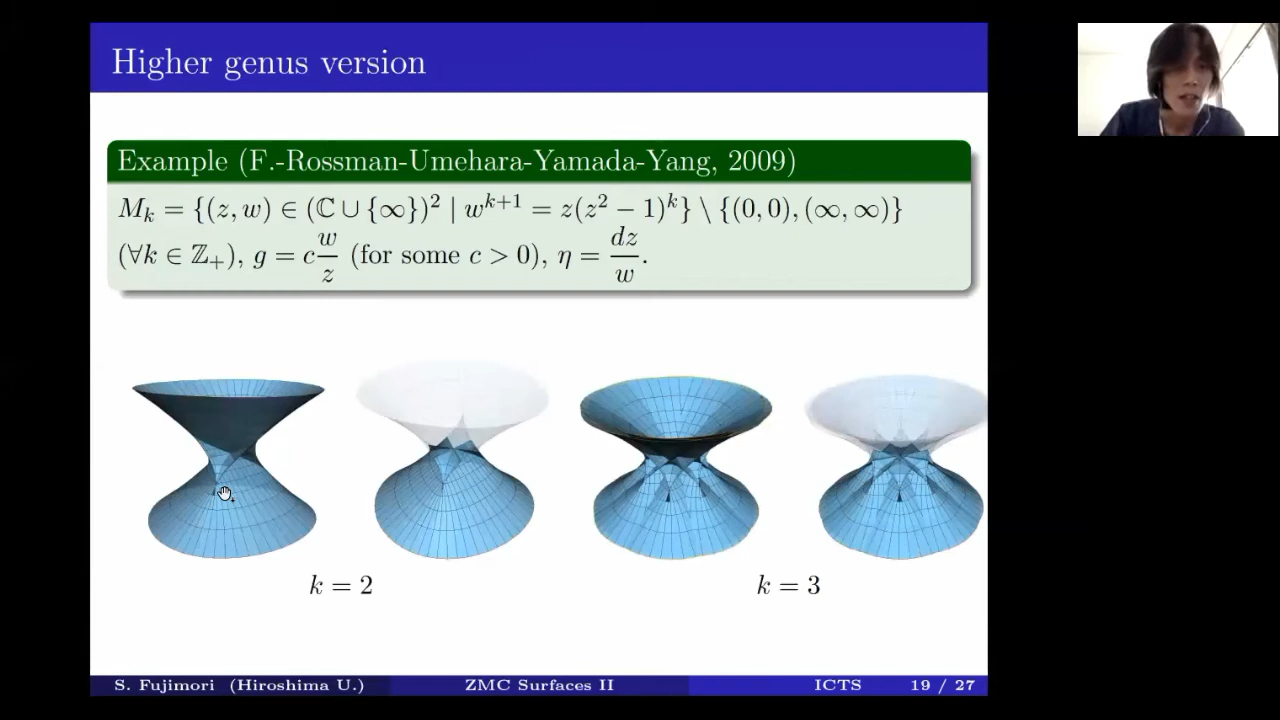 Higher genus version
Example (F.-Rossman-Umehara-Yamada-Yang, 2009)
M_k = {(z, w) ∈ (ℂ ∪ {∞})² | w^{k+1} = z(z² − 1)^k} \ {(0, 0), (∞, ∞)}
(∀k ∈ ℤ₊), g = c w/z (for some c > 0), η = dz/w.
k = 2
k = 3
S. Fujimori (Hiroshima U.) ZMC Surfaces II ICTS 19 / 27